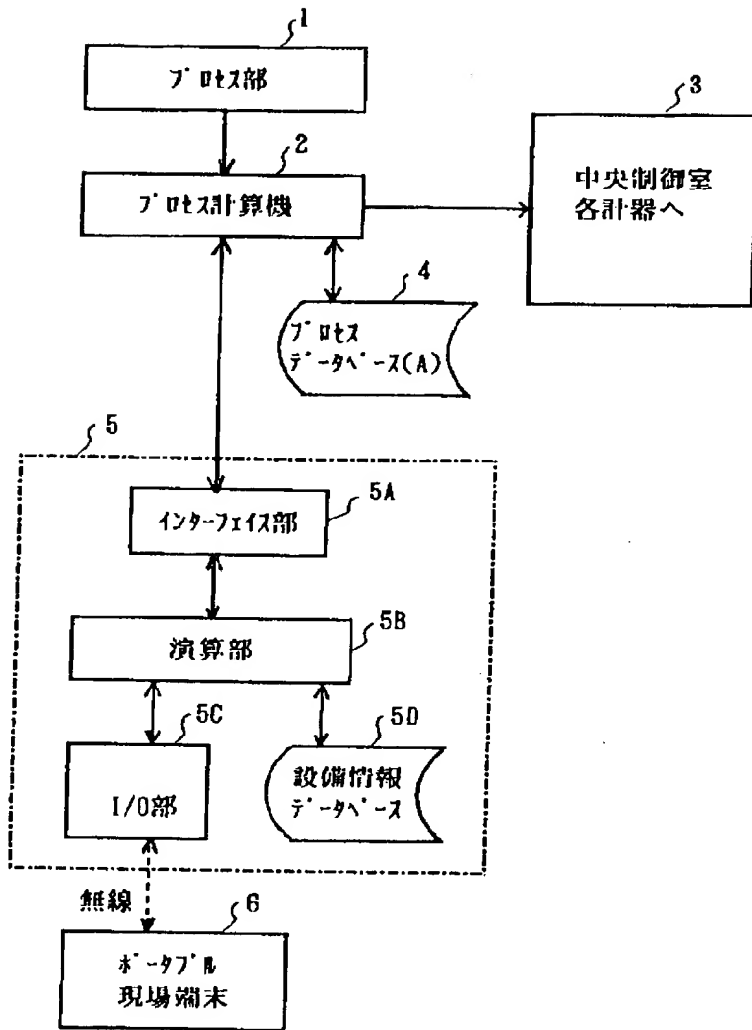 1
プロセス部
2
プロセス計算機
3
中央制御室
各計器へ
4
プロセス
データベース(A)
5
5A
インターフェイス部
5B
演算部
5C
I/O部
5D
設備情報
データベース
無線
6
ポータブル
現場端末